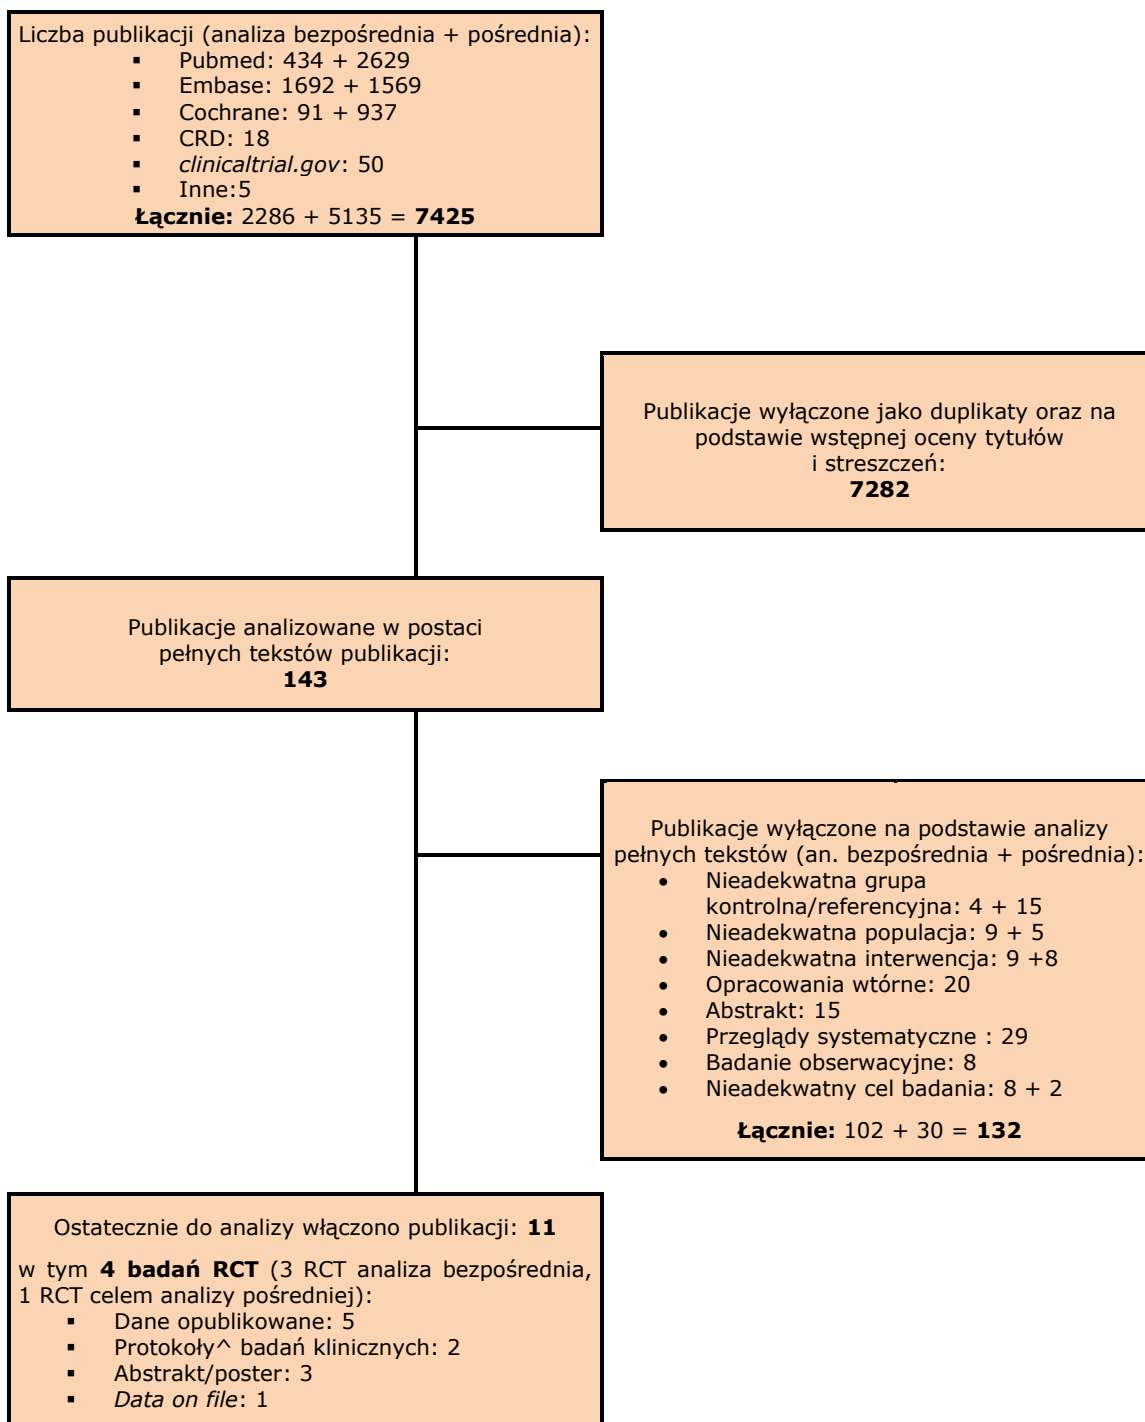 Liczba publikacji (analiza bezpośrednia + pośrednia):
▪ Pubmed: 434 + 2629
▪ Embase: 1692 + 1569
▪ Cochrane: 91 + 937
▪ CRD: 18
▪ clinicaltrial.gov: 50
▪ Inne:5
Łącznie: 2286 + 5135 = 7425
Publikacje wyłączone jako duplikaty oraz na
podstawie wstępnej oceny tytułów
i streszczeń:
7282
Publikacje analizowane w postaci
pełnych tekstów publikacji:
143
Publikacje wyłączone na podstawie analizy
pełnych tekstów (an. bezpośrednia + pośrednia):
• Nieadekwatna grupa
kontrolna/referencyjna: 4 + 15
• Nieadekwatna populacja: 9 + 5
• Nieadekwatna interwencja: 9 +8
• Opracowania wtórne: 20
• Abstrakt: 15
• Przeglądy systematyczne : 29
• Badanie obserwacyjne: 8
• Nieadekwatny cel badania: 8 + 2
Łącznie: 102 + 30 = 132
Ostatecznie do analizy włączono publikacji: 11
w tym 4 badań RCT (3 RCT analiza bezpośrednia,
1 RCT celem analizy pośredniej):
▪ Dane opublikowane: 5
▪ Protokoły^ badań klinicznych: 2
▪ Abstrakt/poster: 3
▪ Data on file: 1